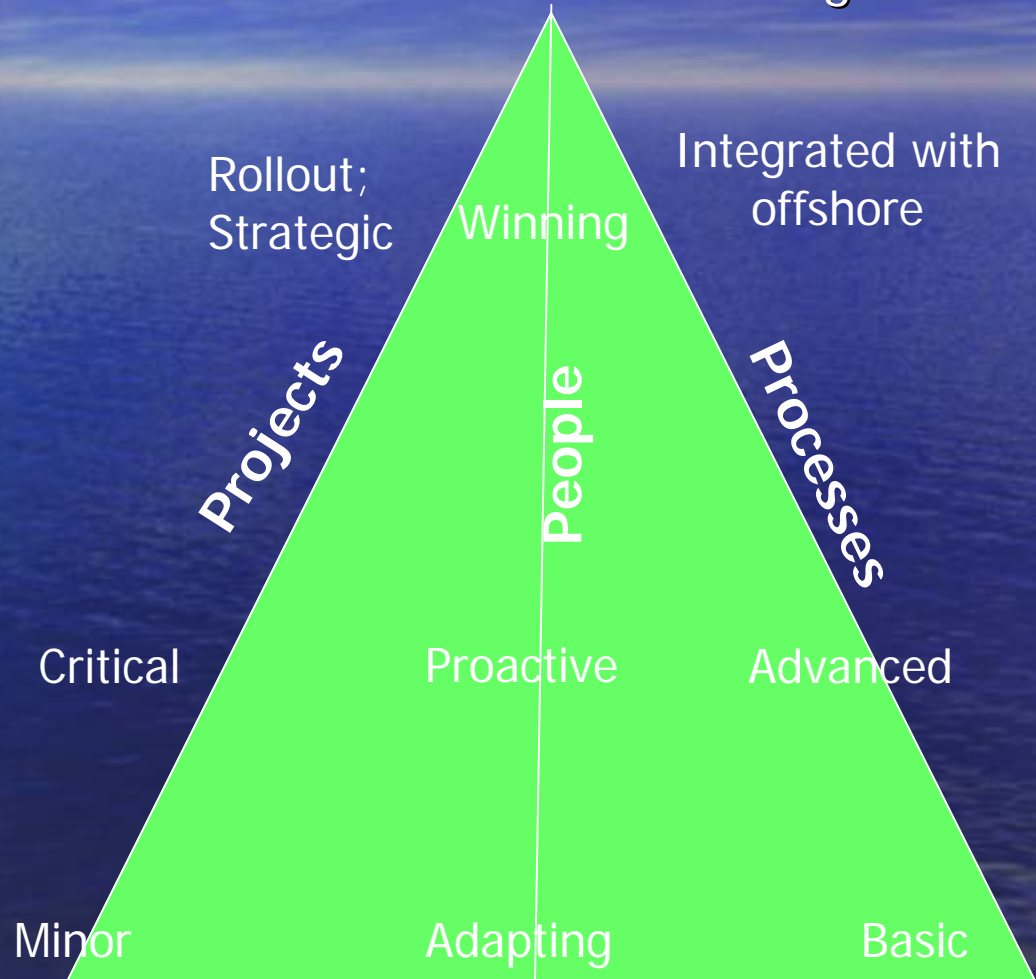 Rollout;
Strategic
Winning
Integrated with
offshore
Projects
People
Processes
Critical
Proactive
Advanced
Minor
Adapting
Basic